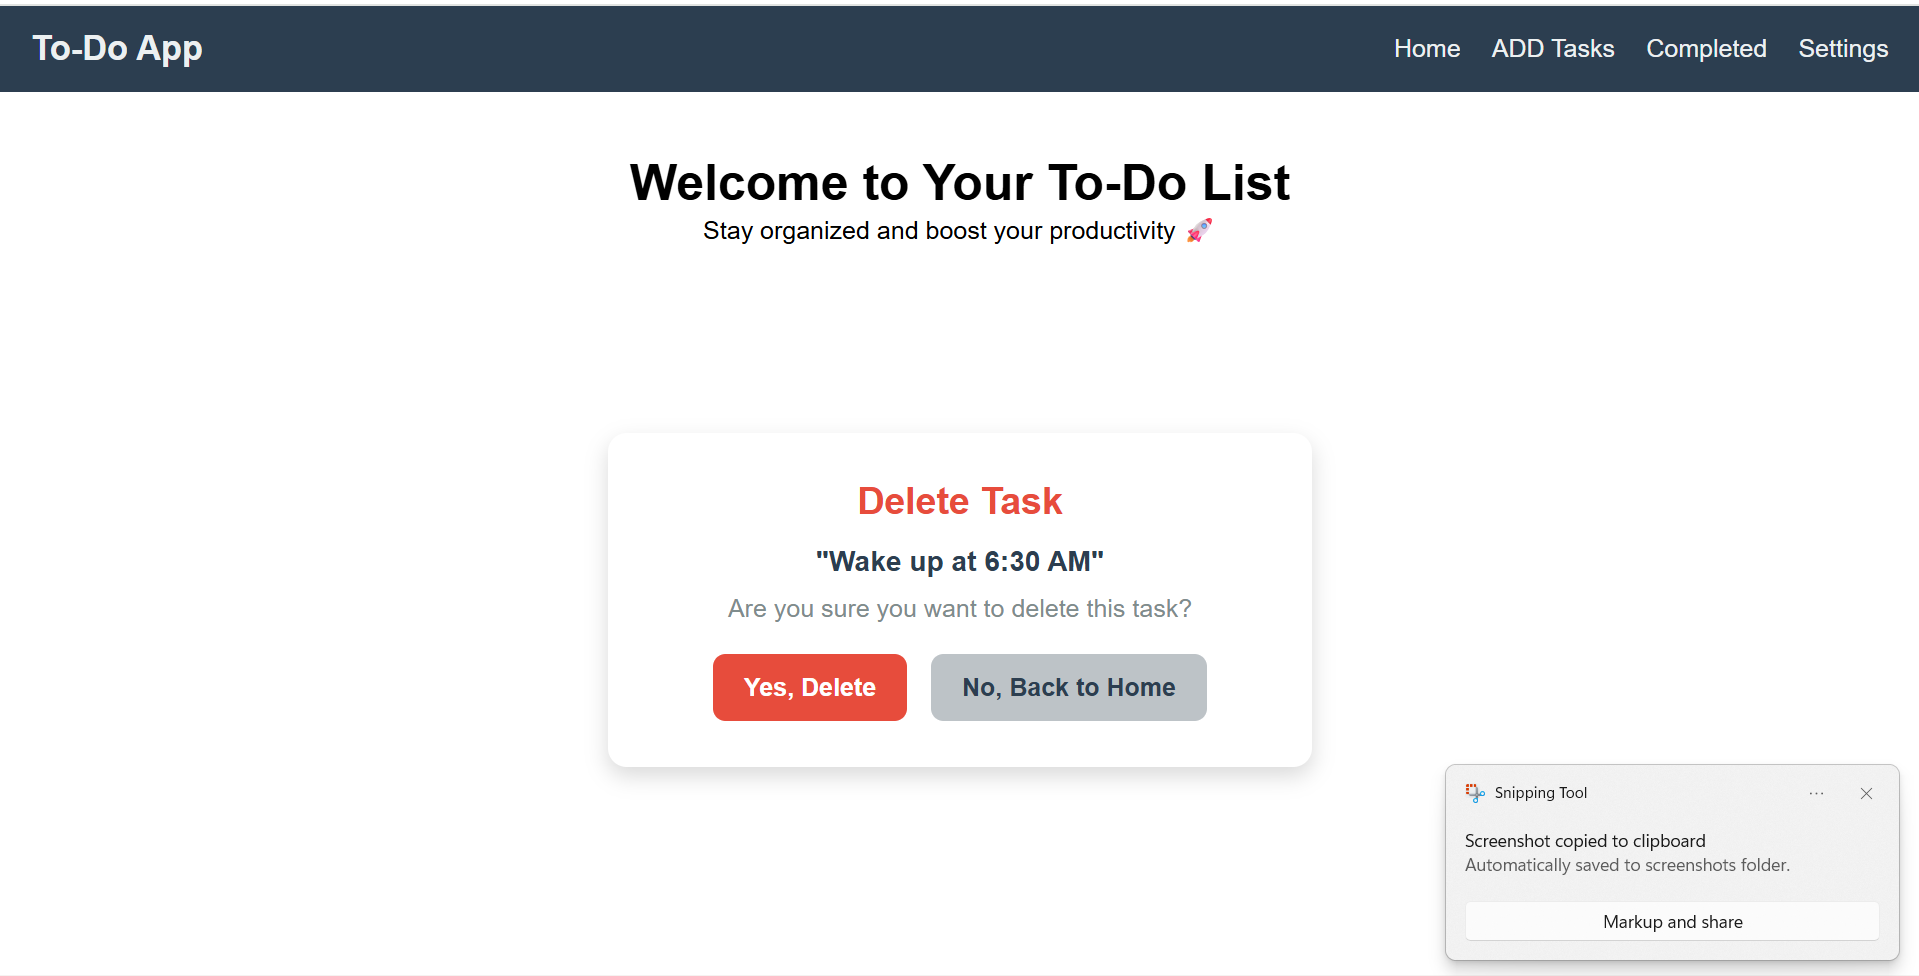 To-Do App
Home ADD Tasks Completed Settings
Welcome to Your To-Do List
Stay organized and boost your productivity 🚀
Delete Task
"Wake up at 6:30 AM"
Are you sure you want to delete this task?
Yes, Delete
No, Back to Home
Snipping Tool
Screenshot copied to clipboard
Automatically saved to screenshots folder.
Markup and share